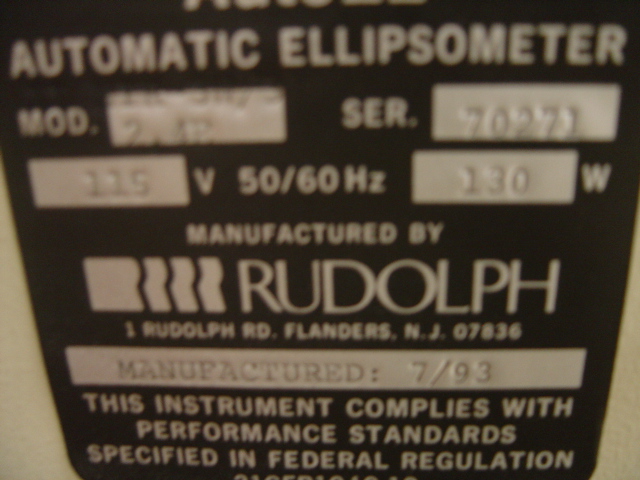 AUTOMATIC ELLIPSOMETER
MOD. SER. 70271
115 V 50/60 Hz 130 W
MANUFACTURED BY
RUDOLPH
1 RUDOLPH RD. FLANDERS, N.J. 07836
MANUFACTURED: 7/93
THIS INSTRUMENT COMPLIES WITH
PERFORMANCE STANDARDS
SPECIFIED IN FEDERAL REGULATION